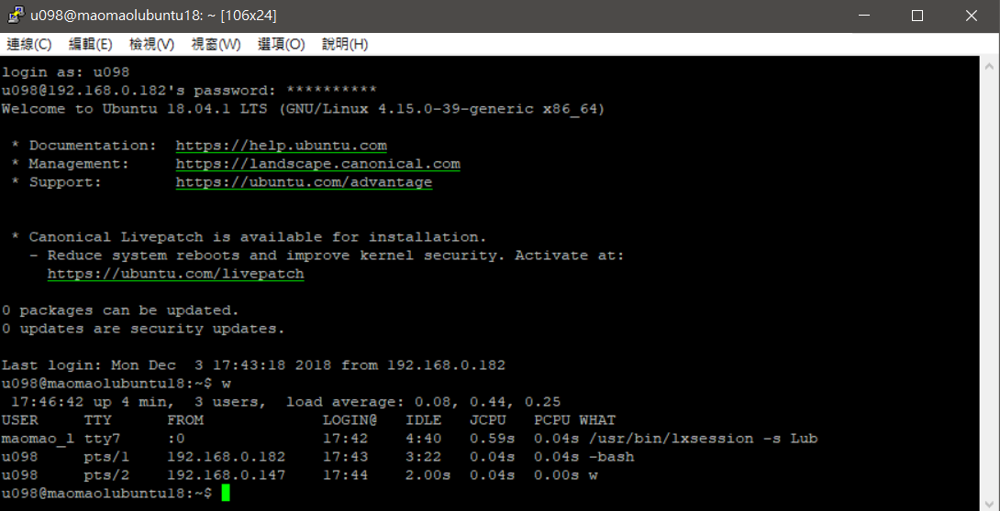 u098@maomaolubuntu18: ~ [106x24]
連線(C) 編輯(E) 檢視(V) 視窗(W) 選項(O) 說明(H)
login as: u098
u098@192.168.0.182's password: **********
Welcome to Ubuntu 18.04.1 LTS (GNU/Linux 4.15.0-39-generic x86_64)
* Documentation:  https://help.ubuntu.com
* Management:     https://landscape.canonical.com
* Support:        https://ubuntu.com/advantage
* Canonical Livepatch is available for installation.
- Reduce system reboots and improve kernel security. Activate at:
https://ubuntu.com/livepatch
0 packages can be updated.
0 updates are security updates.
Last login: Mon Dec  3 17:43:18 2018 from 192.168.0.182
u098@maomaolubuntu18:~$ w
17:46:42 up 4 min,  3 users,  load average: 0.08, 0.44, 0.25
USER     TTY      FROM             LOGIN@   IDLE   JCPU   PCPU WHAT
maomao_l tty7     :0               17:42    4:40   0.59s  0.04s /usr/bin/lxsession -s Lub
u098     pts/1    192.168.0.182    17:43    3:22   0.04s  0.04s -bash
u098     pts/2    192.168.0.147    17:44    2.00s  0.04s  0.00s w
u098@maomaolubuntu18:~$